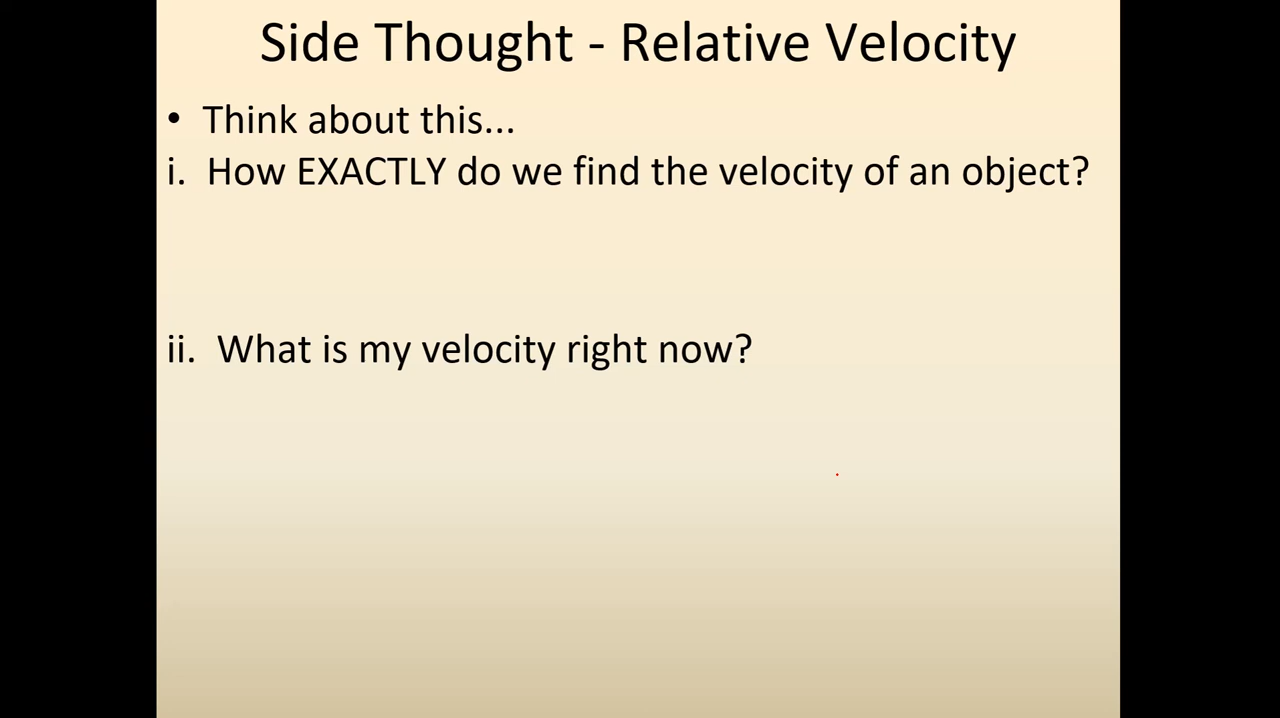 Side Thought - Relative Velocity
• Think about this...
i. How EXACTLY do we find the velocity of an object?
ii. What is my velocity right now?